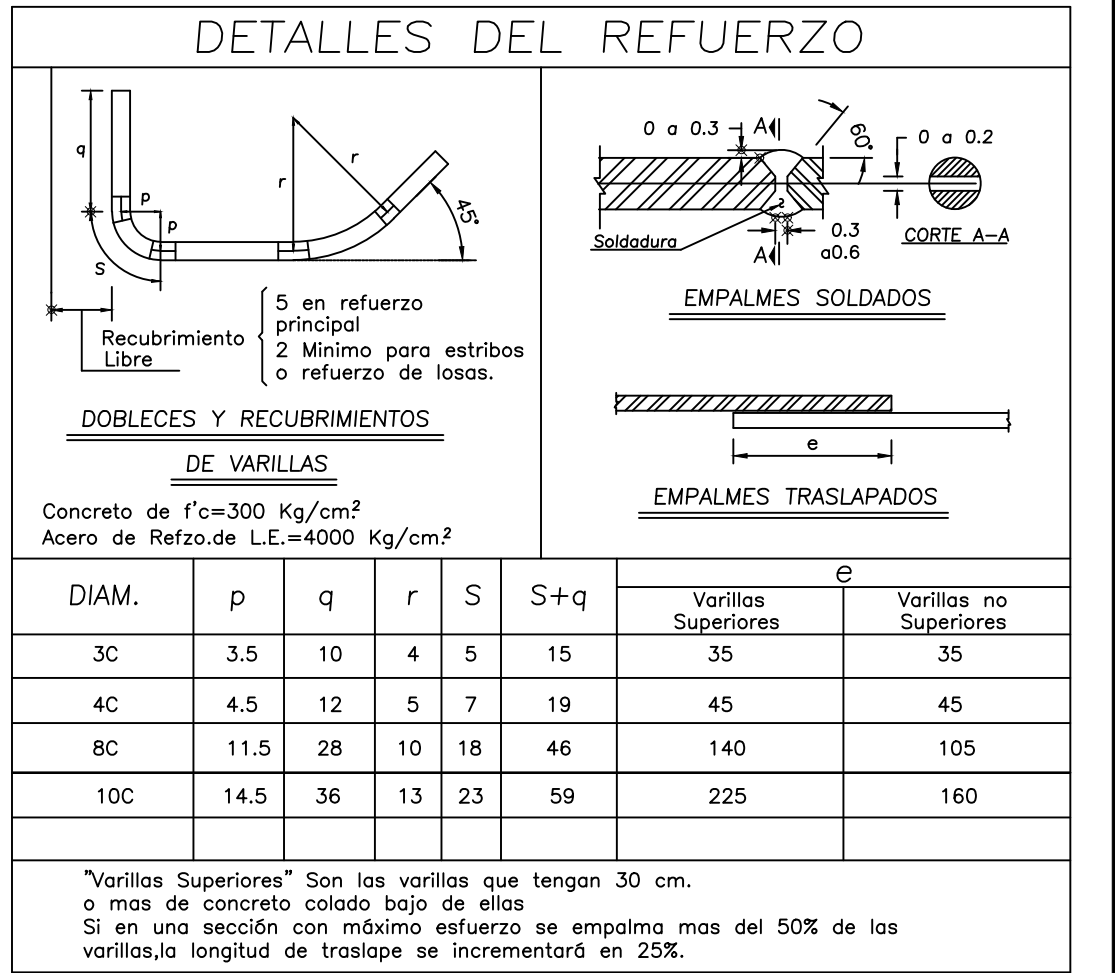 DETALLES DEL REFUERZO
q
p
p
S
r
r
45°
Recubrimiento
Libre
5 en refuerzo
principal
2 Minimo para estribos
o refuerzo de losas.
DOBLECES Y RECUBRIMIENTOS
DE VARILLAS
Concreto de f'c=300 Kg/cm²
Acero de Refzo.de L.E.=4000 Kg/cm²
0 a 0.3
A
60°
0 a 0.2
Soldadura
0.3
a0.6
A
CORTE A-A
EMPALMES SOLDADOS
e
EMPALMES TRASLAPADOS
DIAM. p q r S S+q e
Varillas Superiores Varillas no Superiores
3C 3.5 10 4 5 15 35 35
4C 4.5 12 5 7 19 45 45
8C 11.5 28 10 18 46 140 105
10C 14.5 36 13 23 59 225 160
"Varillas Superiores" Son las varillas que tengan 30 cm.
o mas de concreto colado bajo de ellas
Si en una sección con máximo esfuerzo se empalma mas del 50% de las
varillas,la longitud de traslape se incrementará en 25%.